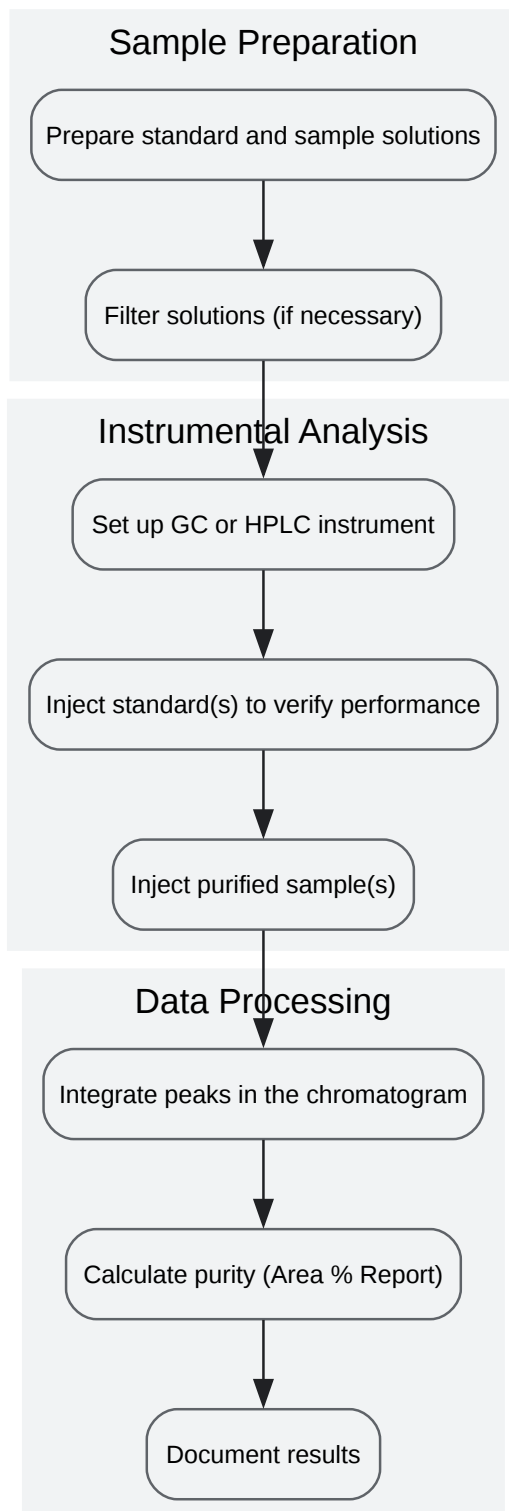 Sample Preparation
Prepare standard and sample solutions
Filter solutions (if necessary)
Instrumental Analysis
Set up GC or HPLC instrument
Inject standard(s) to verify performance
Inject purified sample(s)
Data Processing
Integrate peaks in the chromatogram
Calculate purity (Area % Report)
Document results